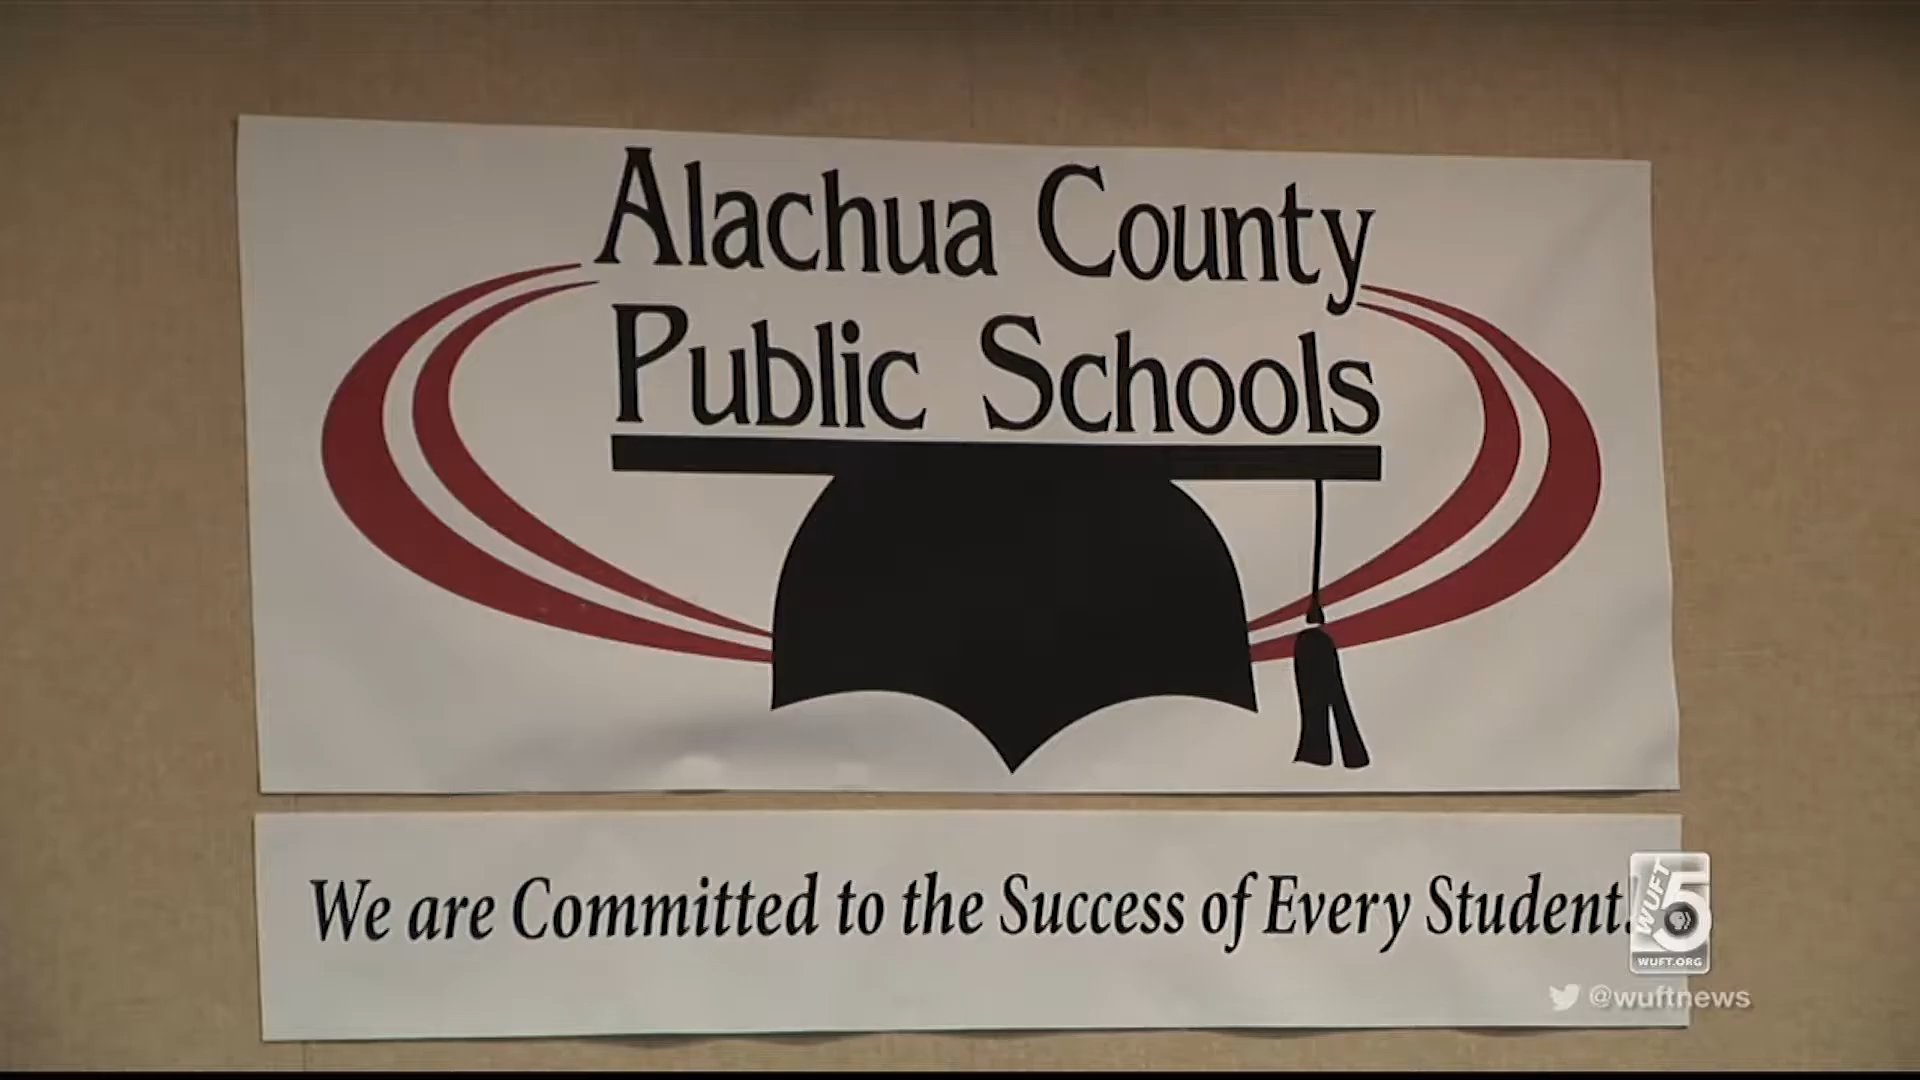 Alachua County
Public Schools
We are Committed to the Success of Every Student.
WUFT 5
WUFT.ORG
@wuftnews